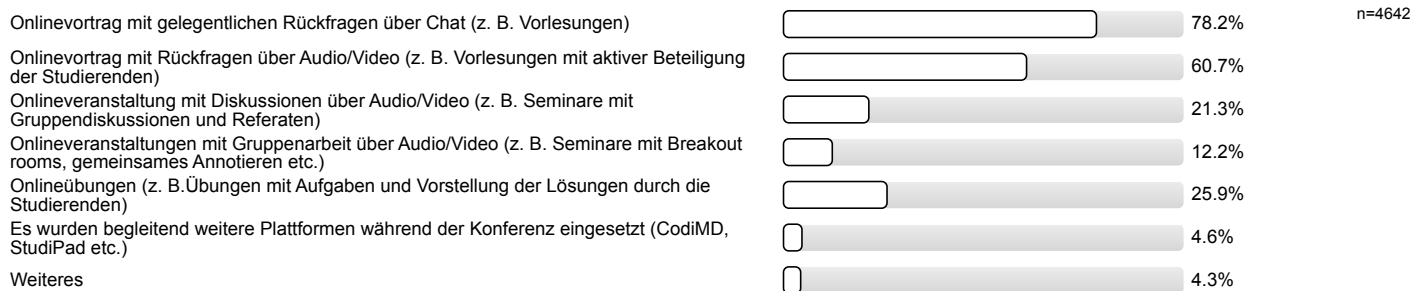 Onlinevortrag mit gelegentlichen Rückfragen über Chat (z. B. Vorlesungen)
78.2%
n=4642
Onlinevortrag mit Rückfragen über Audio/Video (z. B. Vorlesungen mit aktiver Beteiligung
der Studierenden)
60.7%
Onlineveranstaltung mit Diskussionen über Audio/Video (z. B. Seminare mit
Gruppendiskussionen und Referaten)
21.3%
Onlineveranstaltungen mit Gruppenarbeit über Audio/Video (z. B. Seminare mit Breakout
rooms, gemeinsames Annotieren etc.)
12.2%
Onlineübungen (z. B.Übungen mit Aufgaben und Vorstellung der Lösungen durch die
Studierenden)
25.9%
Es wurden begleitend weitere Plattformen während der Konferenz eingesetzt (CodiMD,
StudiPad etc.)
4.6%
Weiteres
4.3%